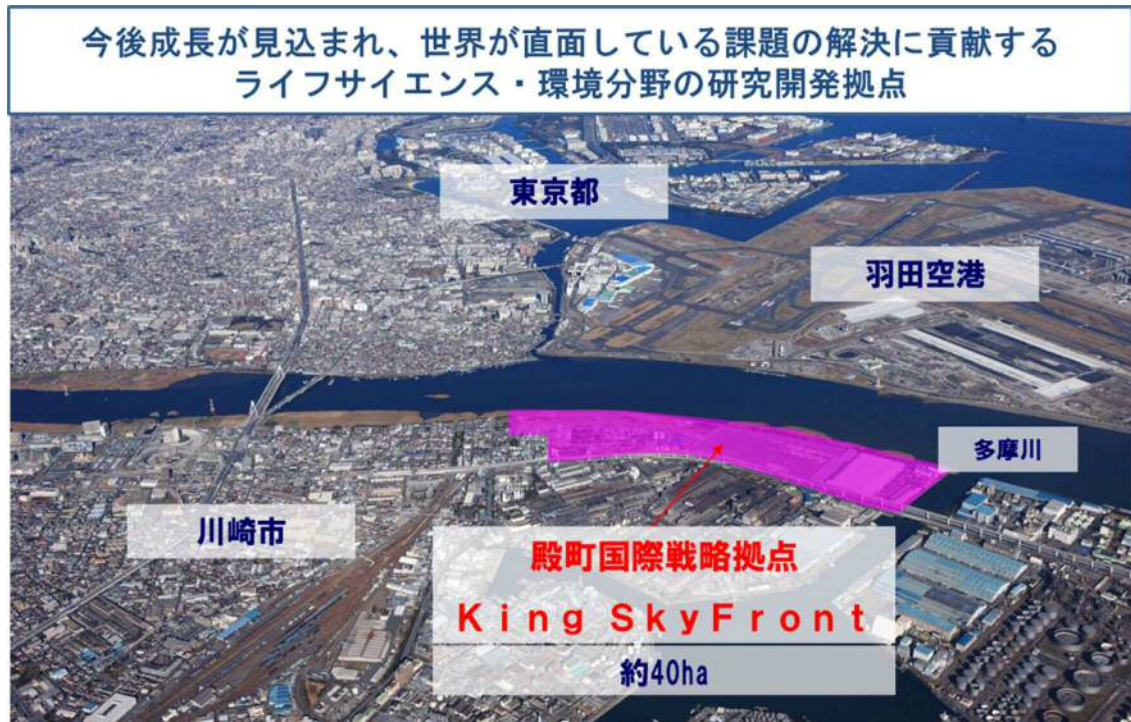 今後成長が見込まれ、世界が直面している課題の解決に貢献する
ライフサイエンス・環境分野の研究開発拠点
東京都
羽田空港
多摩川
川崎市
殿町国際戦略拠点
King SkyFront
約40ha